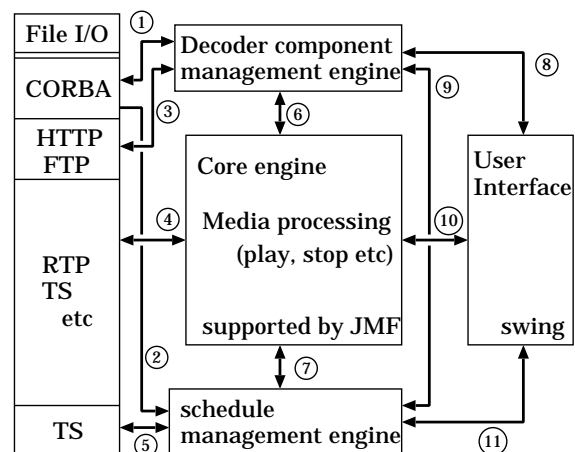 File I/O
CORBA
HTTP
FTP
RTP
TS
etc
TS
①
②
③
④
⑤
Decoder component
management engine
⑥
Core engine
Media processing
(play, stop etc)
supported by JMF
⑦
schedule
management engine
⑧
⑨
⑩
⑪
User
Interface
swing